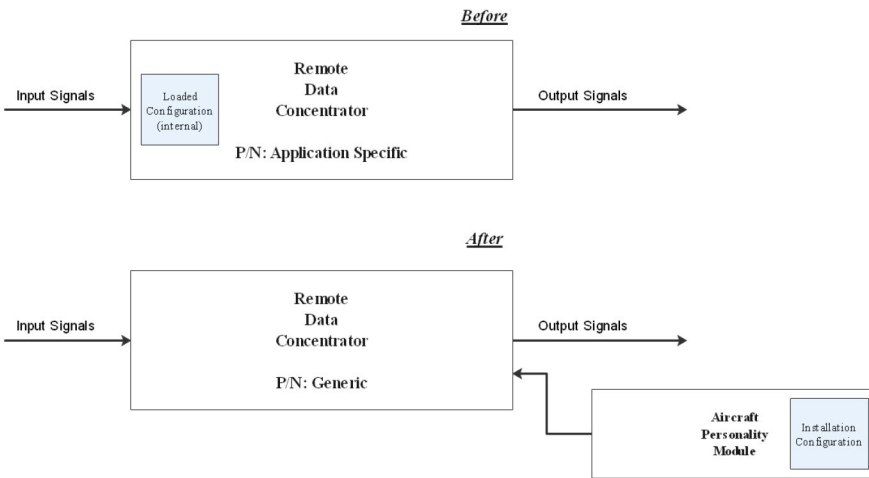 Before
Input Signals
Loaded
Configuration
(internal)
Remote
Data
Concentrator
P/N: Application Specific
Output Signals
After
Input Signals
Remote
Data
Concentrator
P/N: Generic
Output Signals
Aircraft
Personality
Module
Installation
Configuration